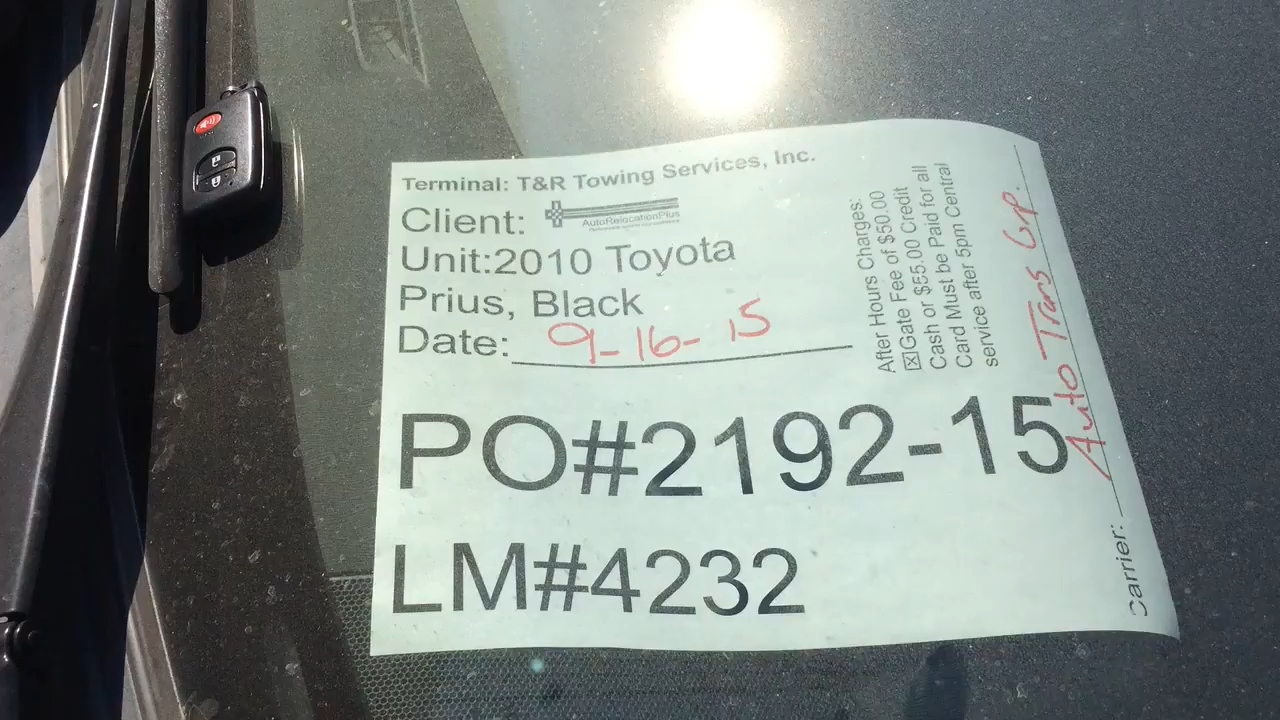 Terminal: T&R Towing Services, Inc.
Client: AutoRelocationPlus
Unit:2010 Toyota
Prius, Black
Date: 9-16-15
PO#2192-15
LM#4232
After Hours Charges:
☒Gate Fee of $50.00
Cash or $55.00 Credit
Card Must be Paid for all
service after 5pm Central
Carrier: Auto Trans Grp.